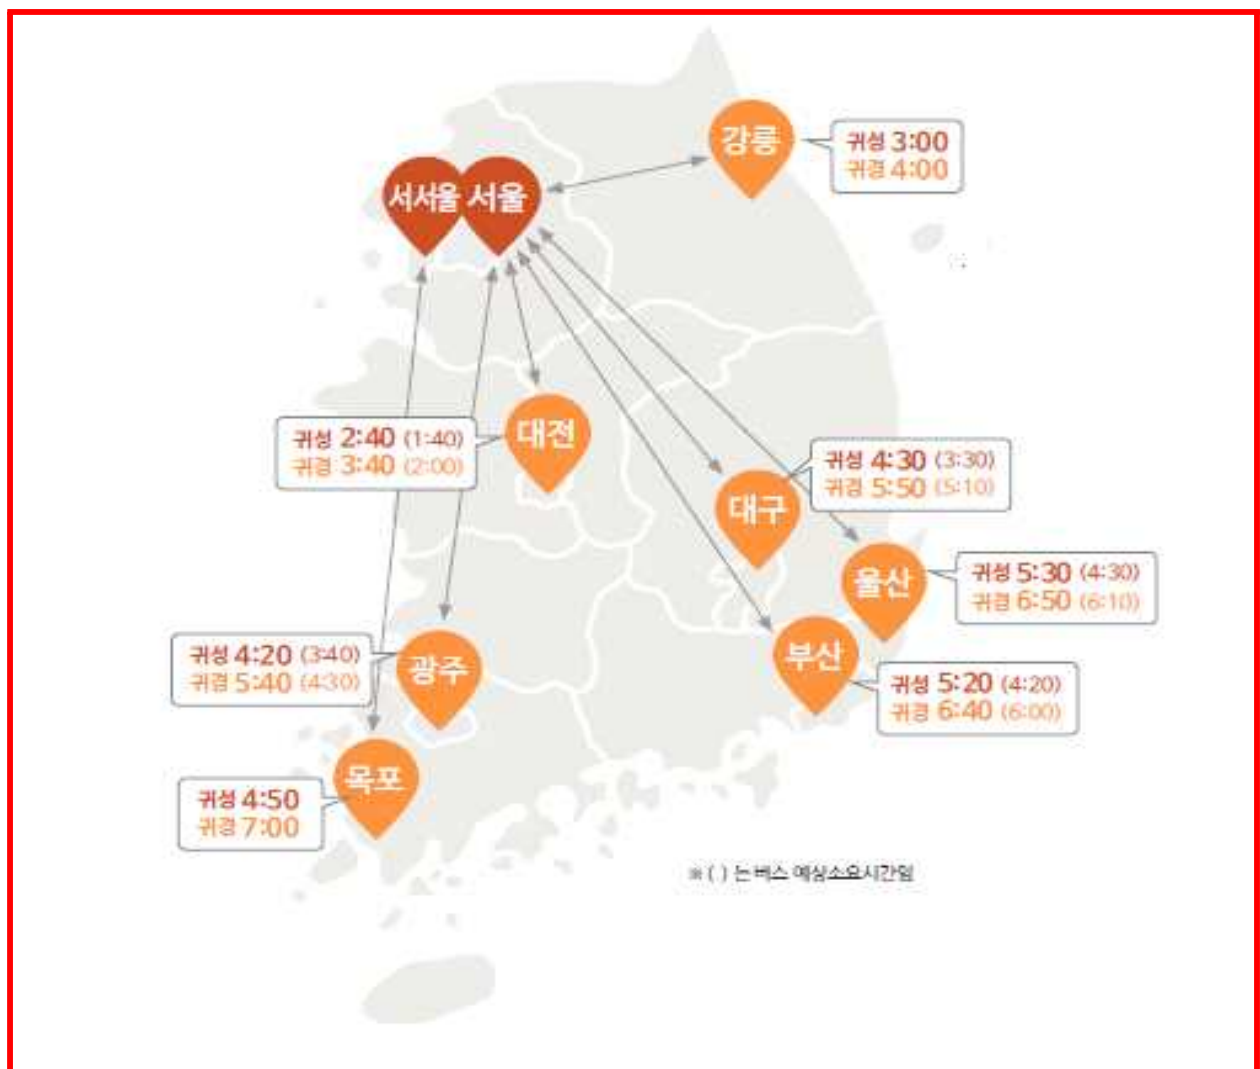 강릉
귀성 3:00
귀경 4:00
서서울
서울
대전
귀성 2:40 (1:40)
귀경 3:40 (2:00)
대구
귀성 4:30 (3:30)
귀경 5:50 (5:10)
울산
귀성 5:30 (4:30)
귀경 6:50 (6:10)
부산
귀성 5:20 (4:20)
귀경 6:40 (6:00)
광주
귀성 4:20 (3:40)
귀경 5:40 (4:30)
목포
귀성 4:50
귀경 7:00
※ ( ) 는 버스 예상소요시간임